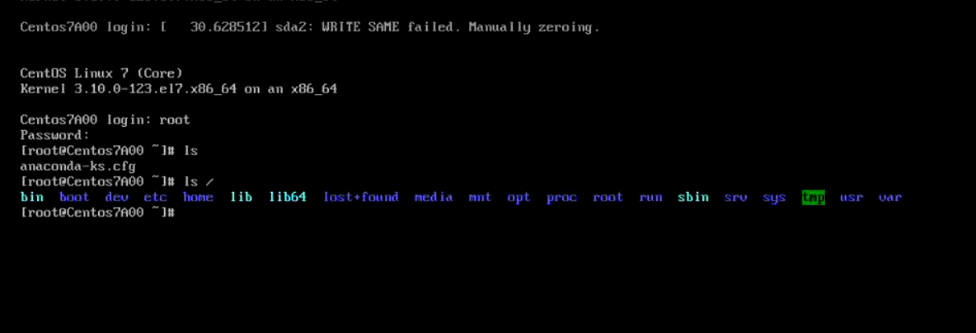 Centos7A00 login: [   30.628512] sda2: WRITE SAME failed. Manually zeroing.
CentOS Linux 7 (Core)
Kernel 3.10.0-123.el7.x86_64 on an x86_64
Centos7A00 login: root
Password:
[root@Centos7A00 ~]# ls
anaconda-ks.cfg
[root@Centos7A00 ~]# ls /
bin  boot  dev  etc  home  lib  lib64  lost+found  media  mnt  opt  proc  root  run  sbin  srv  sys  tmp  usr  var
[root@Centos7A00 ~]#